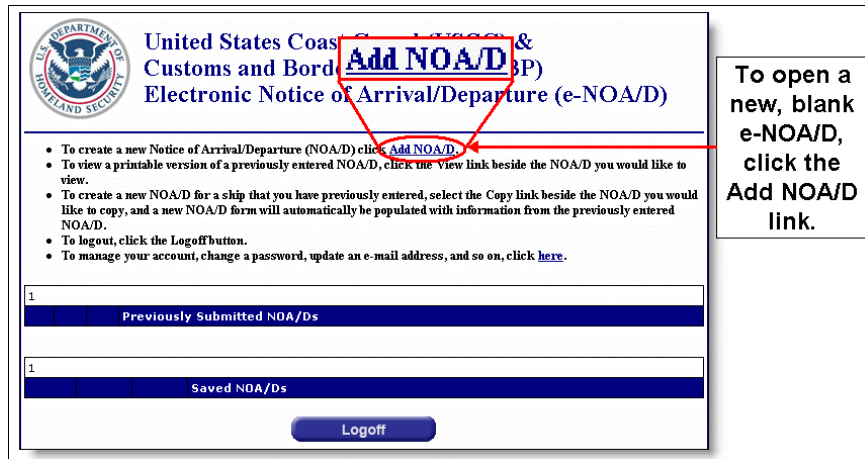 United States Coast Guard (USCG) &
Customs and Bord BP)
Electronic Notice of Arrival/Departure (e-NOA/D)
Add NOA/D
U.S. DEPARTMENT OF HOMELAND SECURITY
• To create a new Notice of Arrival/Departure (NOA/D) click Add NOA/D.
• To view a printable version of a previously entered NOA/D, click the View link beside the NOA/D you would like to
view.
• To create a new NOA/D for a ship that you have previously entered, select the Copy link beside the NOA/D you would
like to copy, and a new NOA/D form will automatically be populated with information from the previously entered
NOA/D.
• To logout, click the Logoff button.
• To manage your account, change a password, update an e-mail address, and so on, click here.
1
Previously Submitted NOA/Ds
1
Saved NOA/Ds
Logoff
To open a
new, blank
e-NOA/D,
click the
Add NOA/D
link.